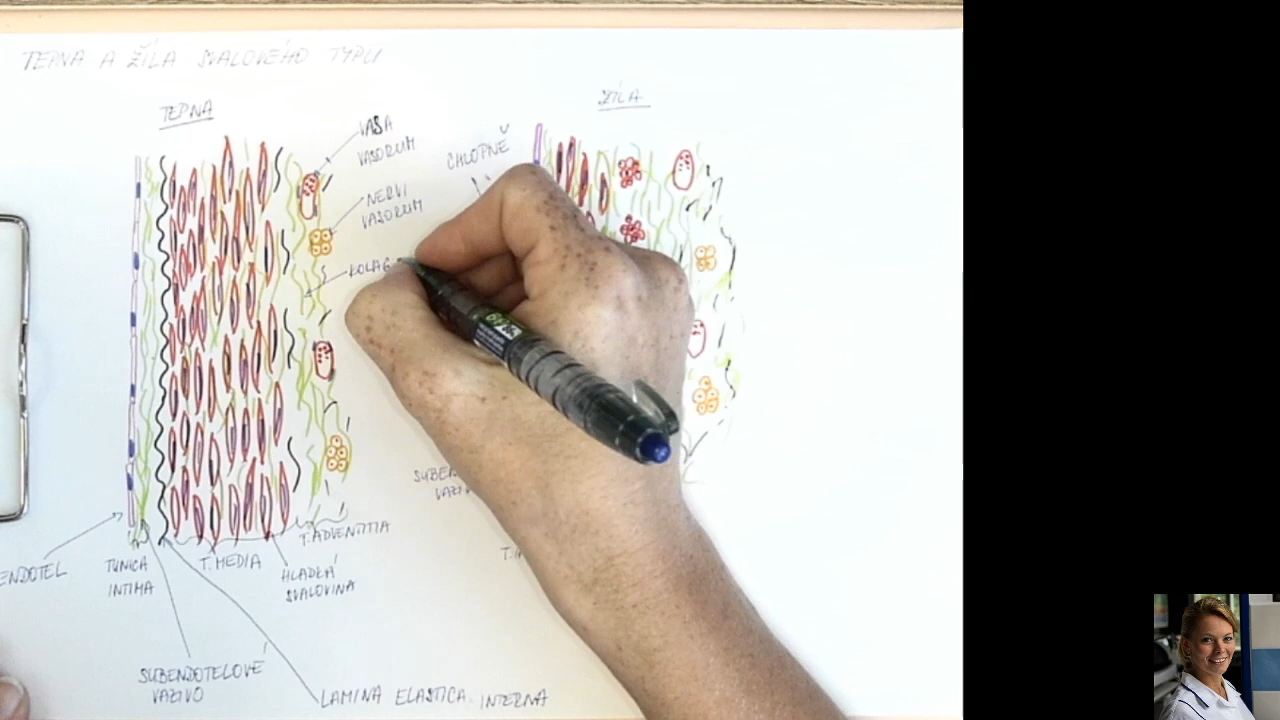 TEPNA A ŽÍLA SVALOVÉHO TYPU
TEPNA
ŽÍLA
VASA
VASORUM
CHLOPNĚ
NERVI
VASORUM
KOLAG
T. ADVENTITIA
ENDOTEL
TUNICA
INTIMA
T. MEDIA
HLADKÁ
SVALOVINA
SUBENDOTELOVÉ
VAZIVO
LAMINA ELASTICA INTERNA